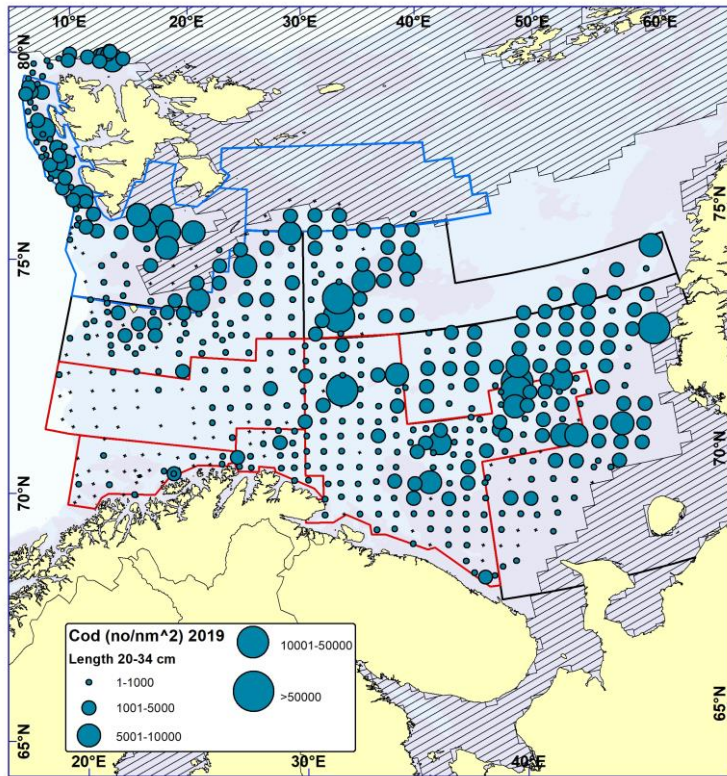 10°E 20°E 30°E 40°E 50°E 60°E
80°N
75°N 75°N
70°N 70°N
65°N 65°N
Cod (no/nm^2) 2019
Length 20-34 cm
1-1000
1001-5000
5001-10000
10001-50000
>50000
20°E 30°E 40°E